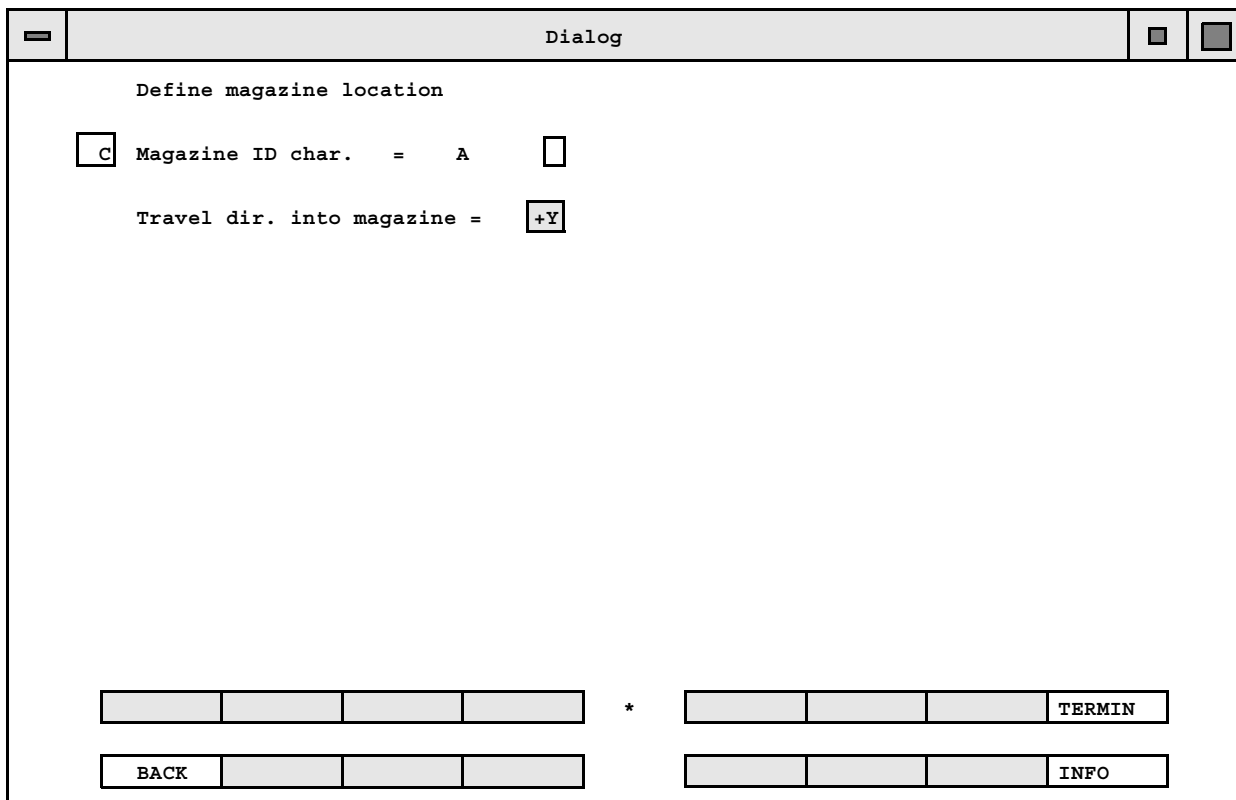 Dialog
Define magazine location
C Magazine ID char. = A
Travel dir. into magazine = +Y
* TERMIN
BACK INFO